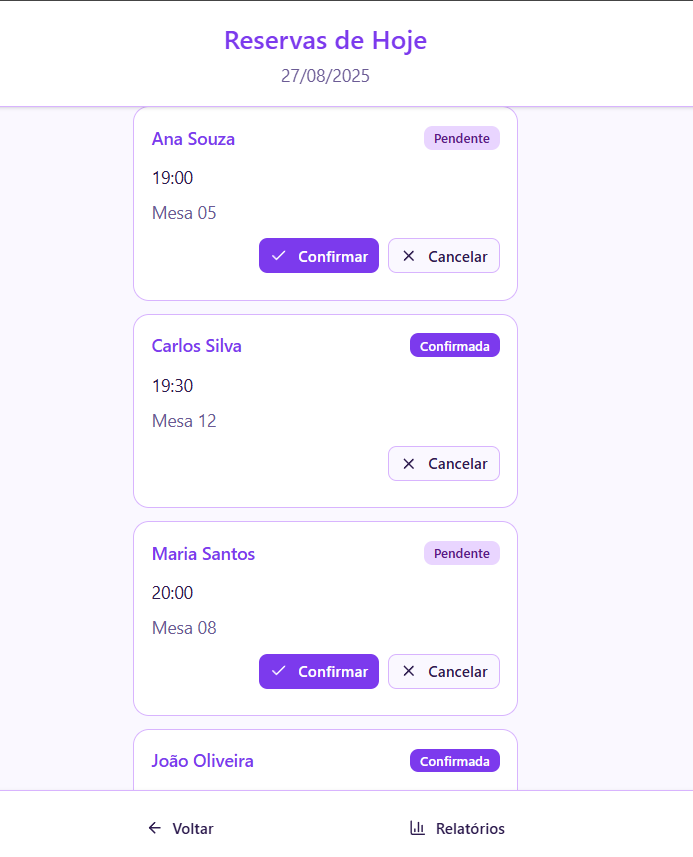 Reservas de Hoje
27/08/2025
Ana Souza Pendente
19:00
Mesa 05
Confirmar Cancelar
Carlos Silva Confirmada
19:30
Mesa 12
Cancelar
Maria Santos Pendente
20:00
Mesa 08
Confirmar Cancelar
João Oliveira Confirmada
Voltar Relatórios